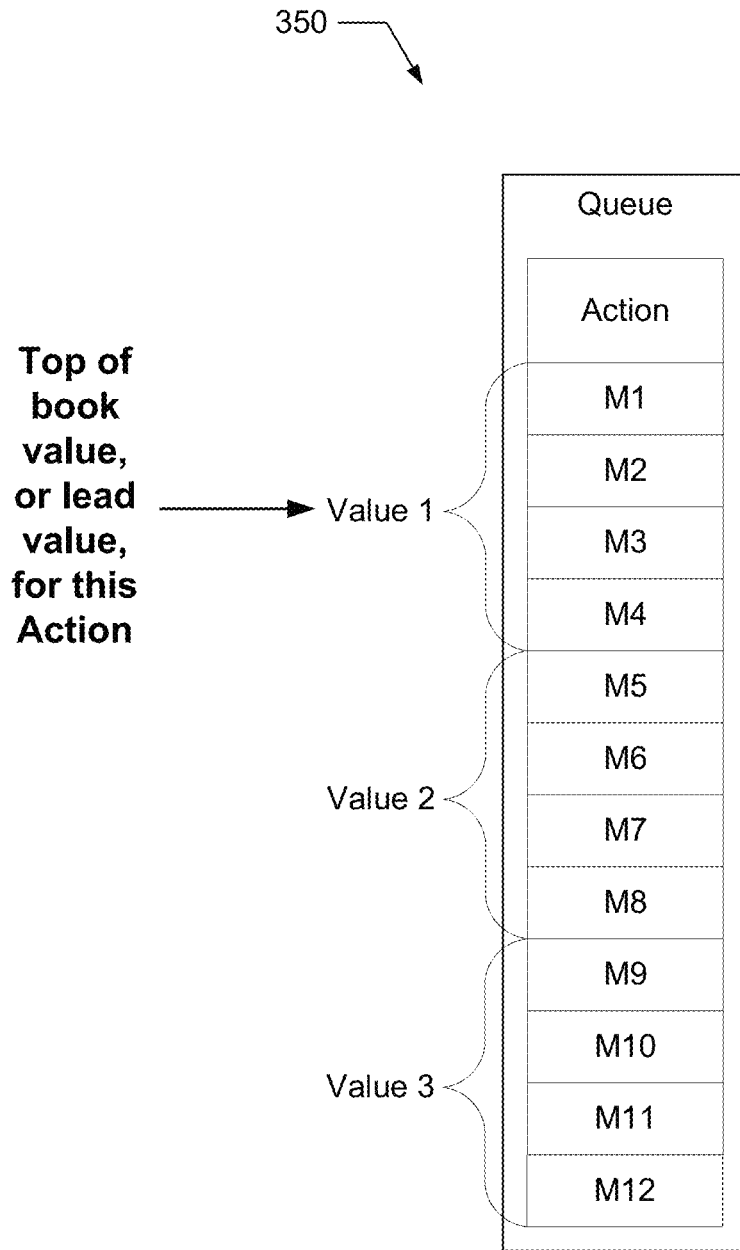 350
Queue
Action
Top of
book
value,
or lead
value,
for this
Action
Value 1
M1
M2
M3
M4
Value 2
M5
M6
M7
M8
Value 3
M9
M10
M11
M12